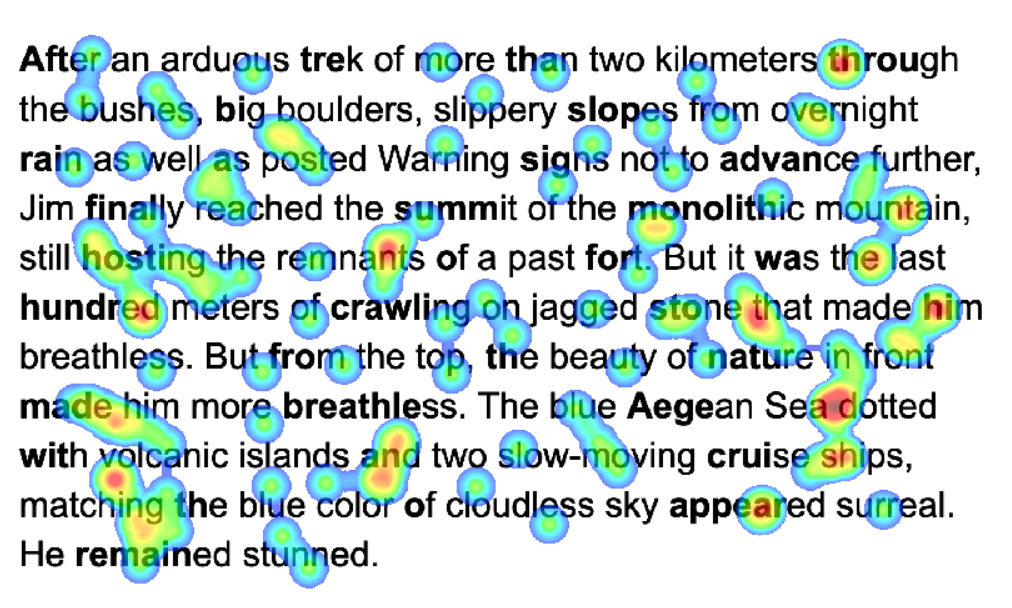 After an arduous trek of more than two kilometers through
the bushes, big boulders, slippery slopes from overnight
rain as well as posted Warning signs not to advance further,
Jim finally reached the summit of the monolithic mountain,
still hosting the remnants of a past fort. But it was the last
hundred meters of crawling on jagged stone that made him
breathless. But from the top, the beauty of nature in front
made him more breathless. The blue Aegean Sea dotted
with volcanic islands and two slow-moving cruise ships,
matching the blue color of cloudless sky appeared surreal.
He remained stunned.